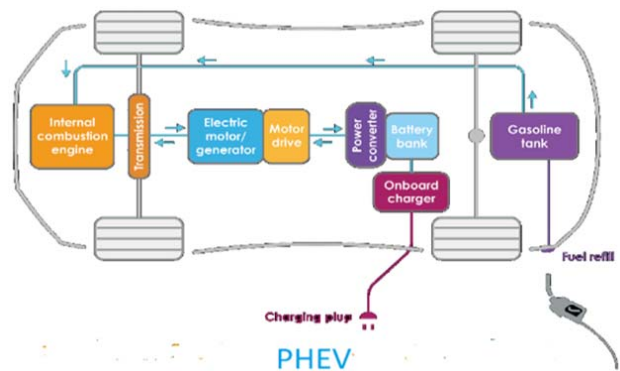 Internal
combustion
engine
Transmission
Electric
motor/
generator
Motor
drive
Power
converter
Battery
bank
Gasoline
tank
Onboard
charger
Fuel refill
Charging plug
PHEV